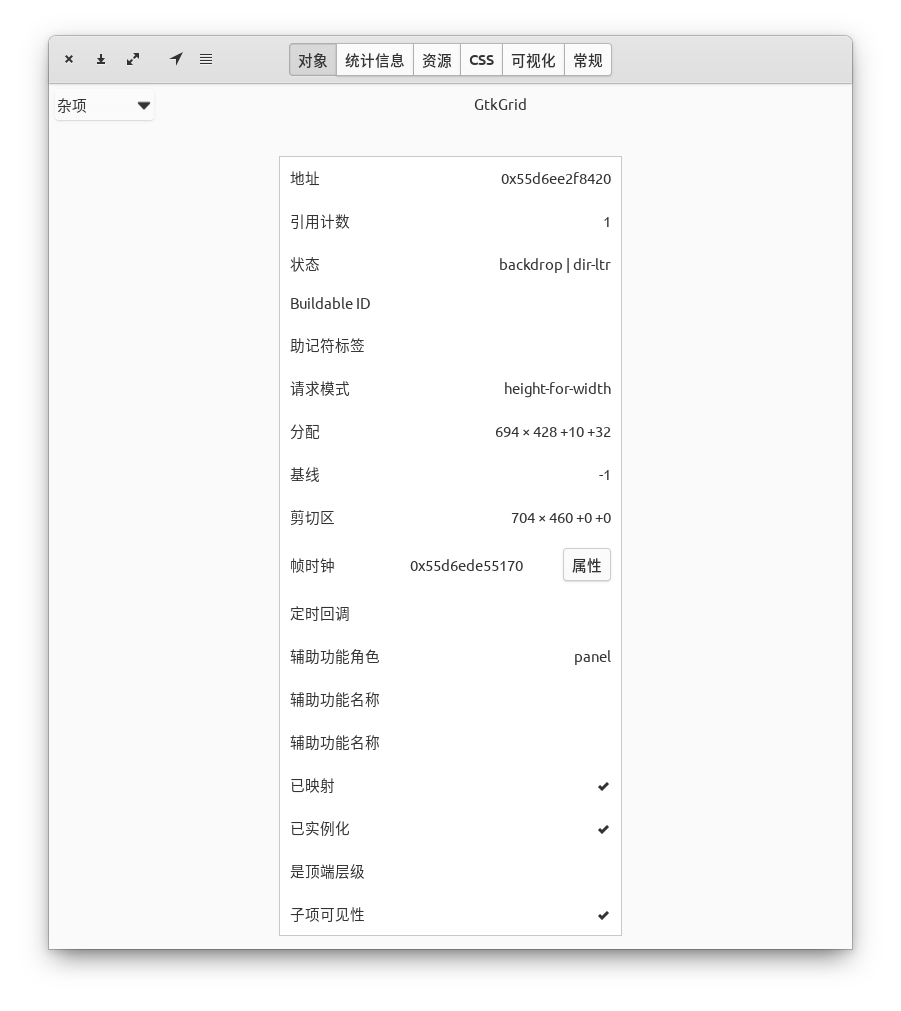 对象 统计信息 资源 CSS 可视化 常规
杂项 GtkGrid
地址 0x55d6ee2f8420
引用计数 1
状态 backdrop | dir-ltr
Buildable ID
助记符标签
请求模式 height-for-width
分配 694 × 428 +10 +32
基线 -1
剪切区 704 × 460 +0 +0
帧时钟 0x55d6ede55170 属性
定时回调
辅助功能角色 panel
辅助功能名称
辅助功能名称
已映射
已实例化
是顶端层级
子项可见性